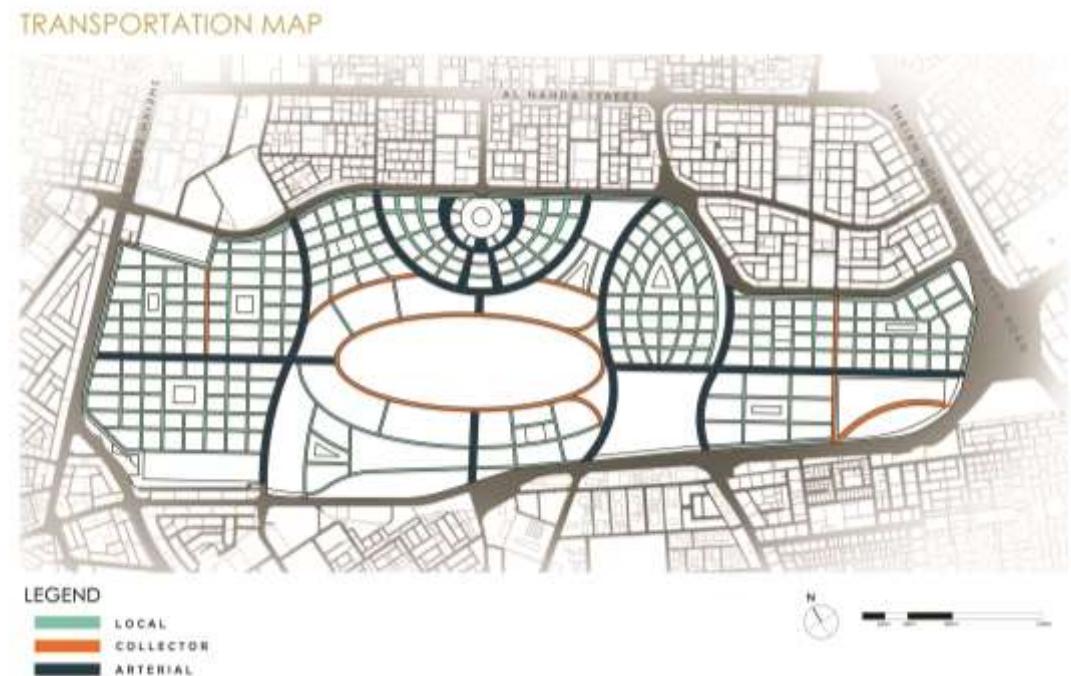 TRANSPORTATION MAP
AL NAHDA STREET
LEGEND
LOCAL
COLLECTOR
ARTERIAL
N